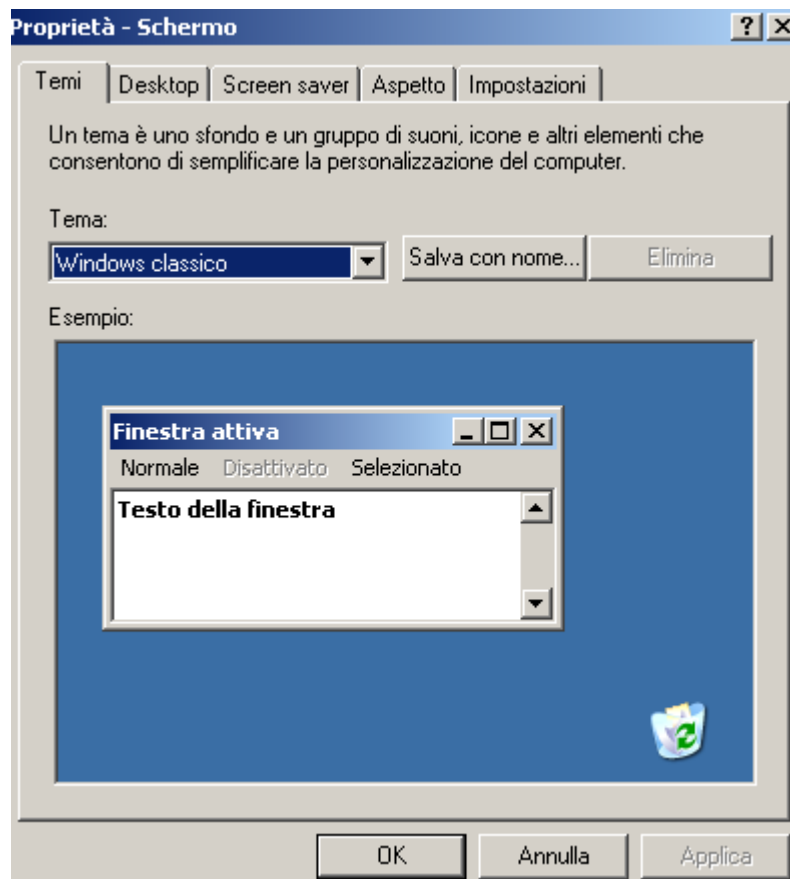 Proprietà - Schermo
Temi Desktop Screen saver Aspetto Impostazioni
Un tema è uno sfondo e un gruppo di suoni, icone e altri elementi che
consentono di semplificare la personalizzazione del computer.
Tema:
Windows classico Salva con nome... Elimina
Esempio:
Finestra attiva
Normale Disattivato Selezionato
Testo della finestra
OK Annulla Applica